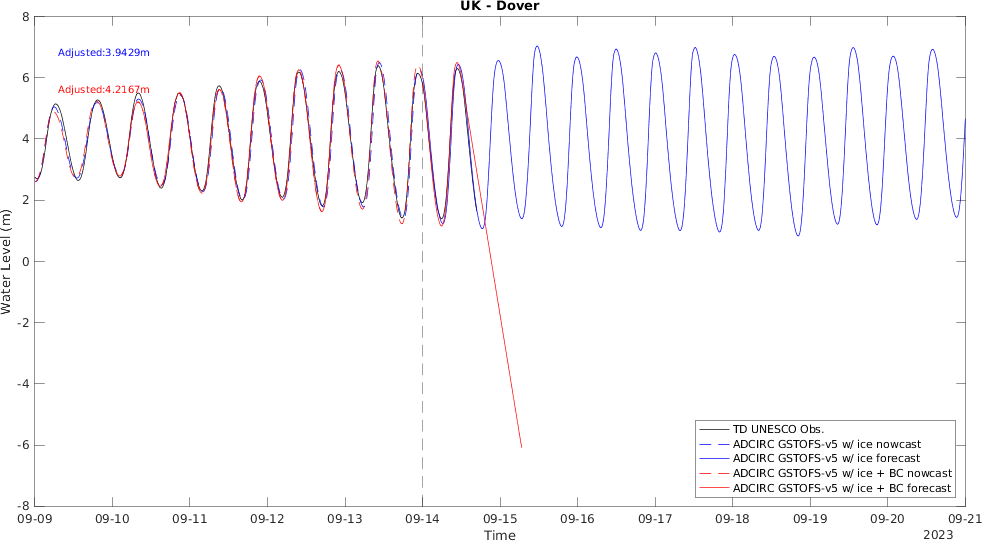 UK - Dover
8
Adjusted:3.9429m
6
Adjusted:4.2167m
4
2
0
-2
-4
-6
-8
Water Level (m)
TD UNESCO Obs.
ADCIRC GSTOFS-v5 w/ ice nowcast
ADCIRC GSTOFS-v5 w/ ice forecast
ADCIRC GSTOFS-v5 w/ ice + BC nowcast
ADCIRC GSTOFS-v5 w/ ice + BC forecast
09-09 09-10 09-11 09-12 09-13 09-14 09-15 09-16 09-17 09-18 09-19 09-20 09-21
Time
2023